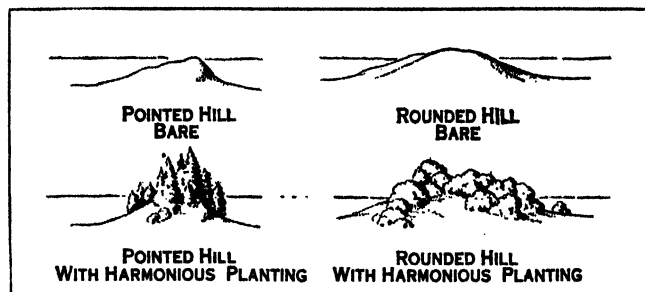 POINTED HILL
BARE
ROUNDED HILL
BARE
POINTED HILL
WITH HARMONIOUS PLANTING
ROUNDED HILL
WITH HARMONIOUS PLANTING